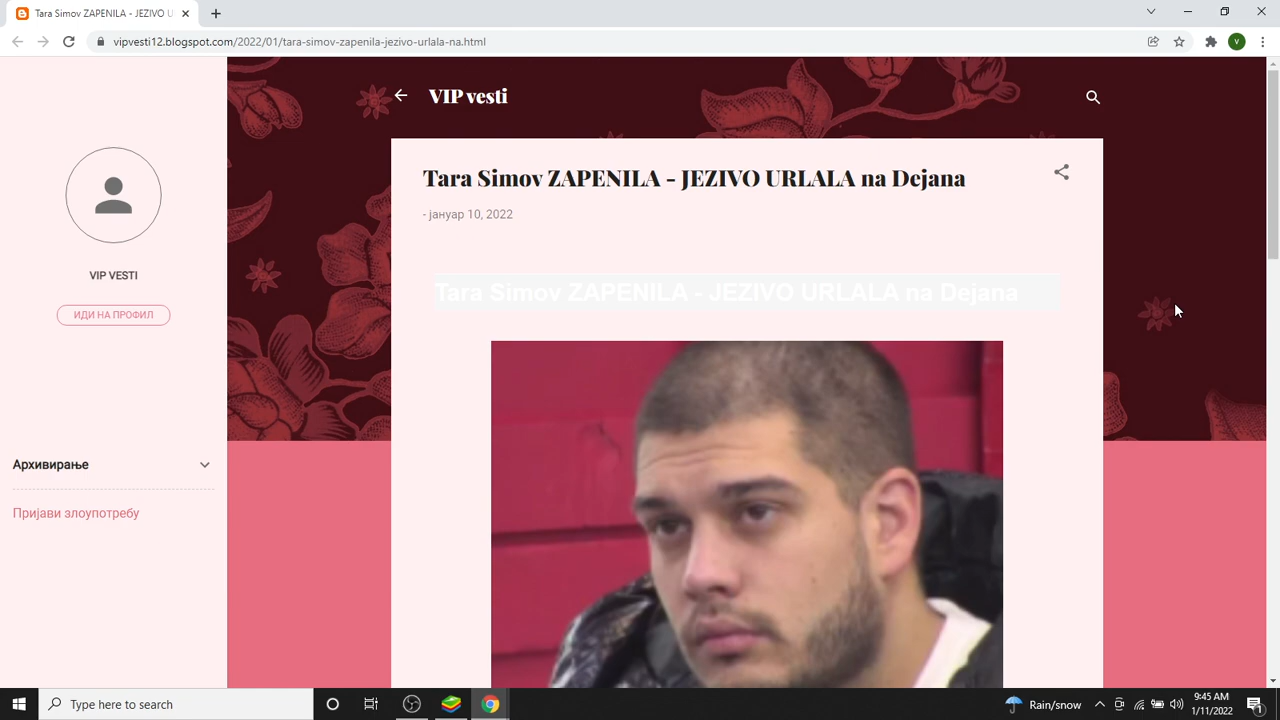 Tara Simov ZAPENILA - JEZIVO U
vipvesti12.blogspot.com/2022/01/tara-simov-zapenila-jezivo-urlala-na.html
V
VIP vesti
Tara Simov ZAPENILA - JEZIVO URLALA na Dejana
- јануар 10, 2022
VIP VESTI
Tara Simov ZAPENILA - JEZIVO URLALA na Dejana
ИДИ НА ПРОФИЛ
Архивирање
Пријави злоупотребу
Type here to search
Rain/snow
9:45 AM
1/11/2022
1